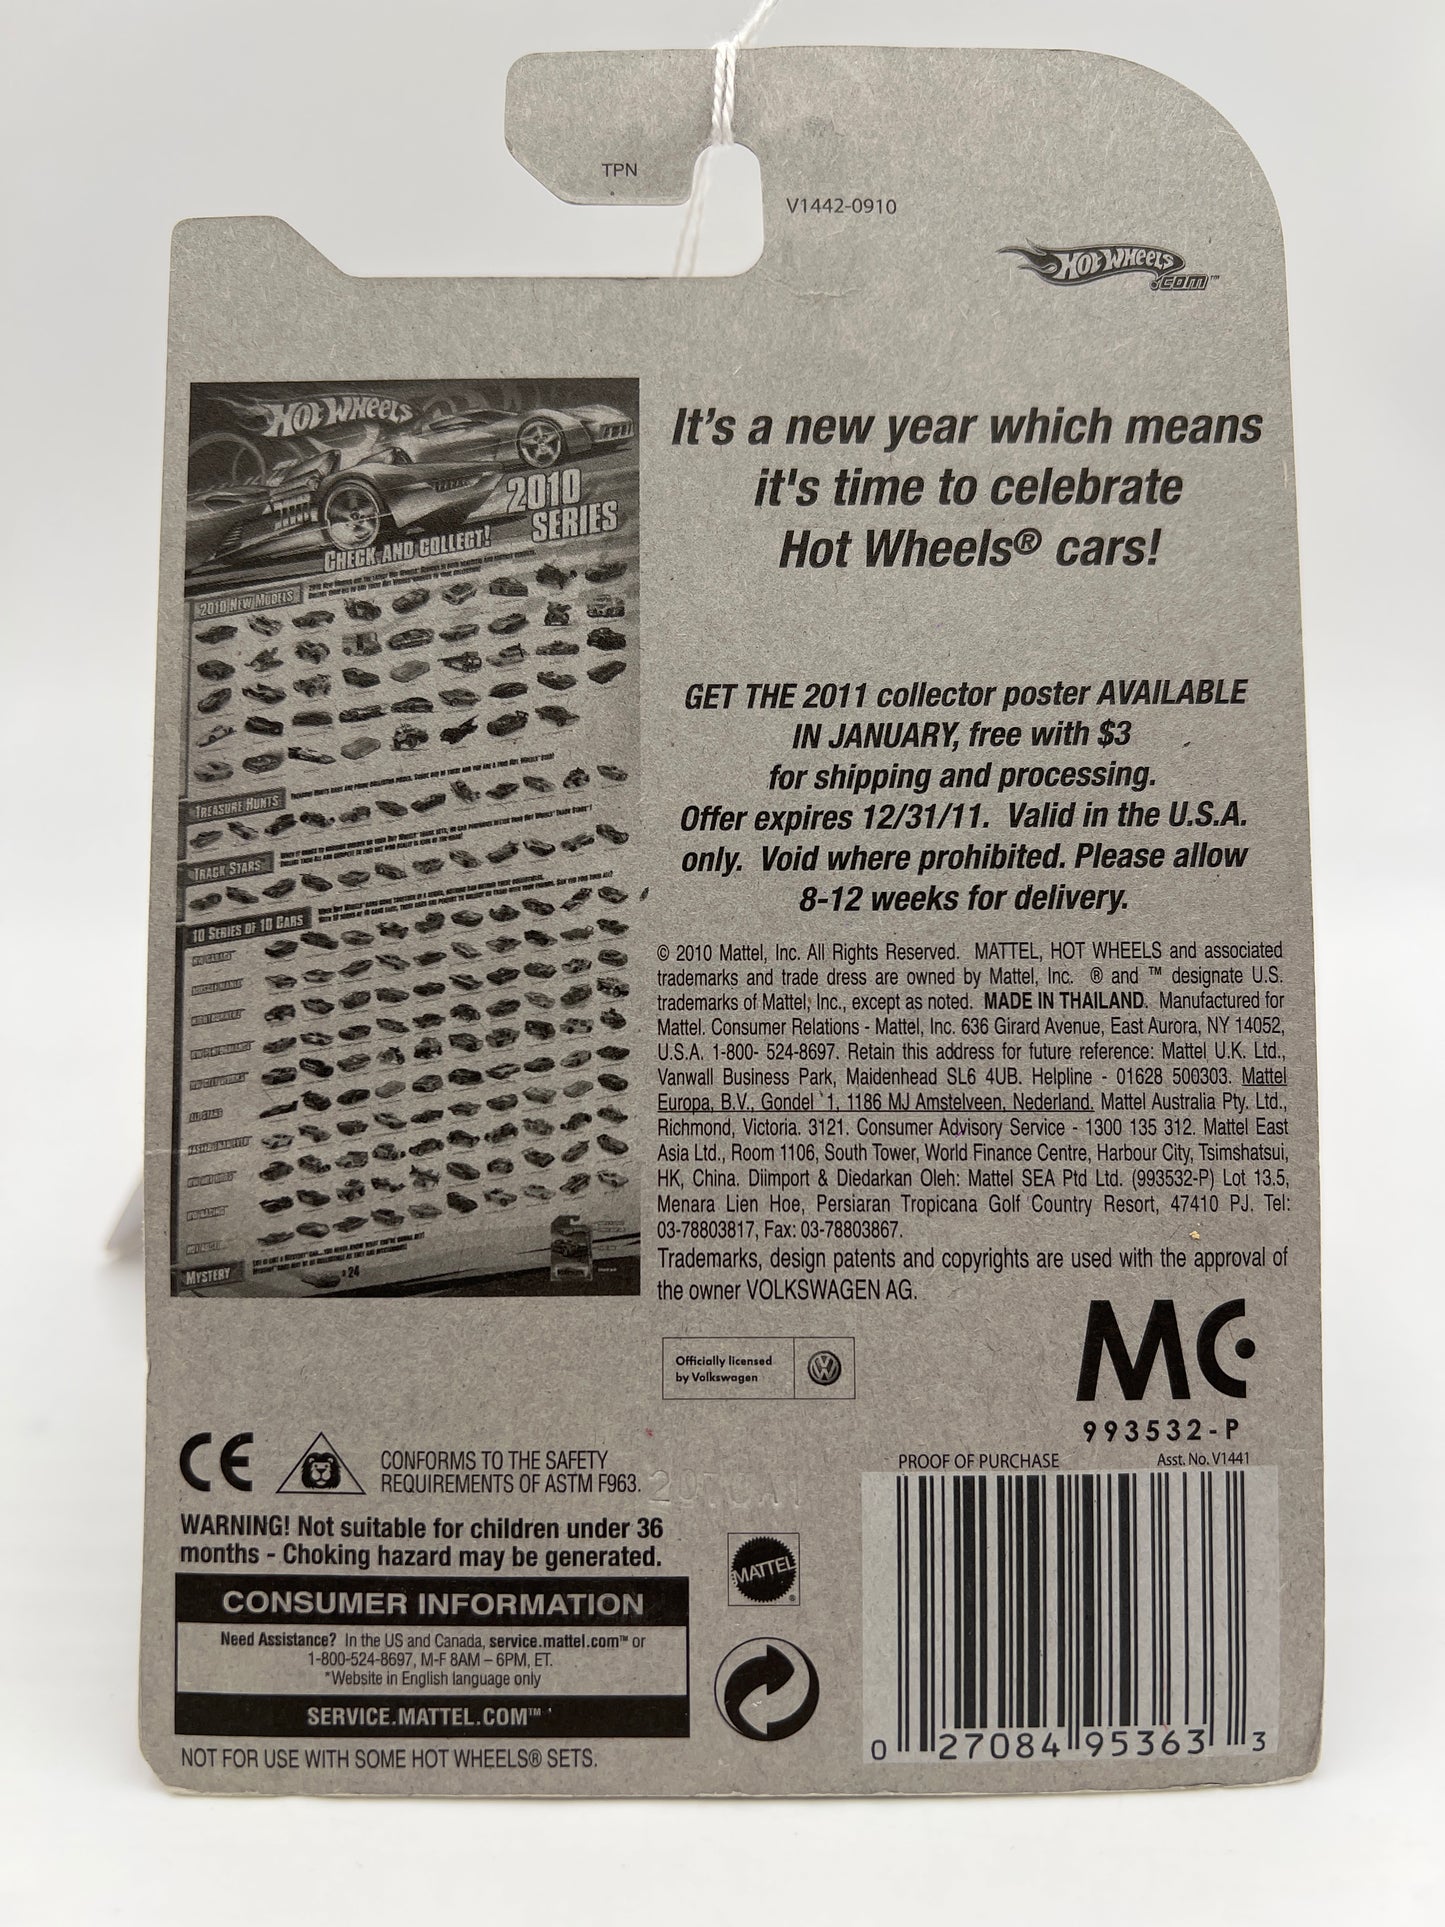 TPN
V1442-0910
HOT WHEELS
.COM™
HOT WHEELS
2010
SERIES
CHECK AND COLLECT!
2010 NEW MODELS
TREASURE HUNTS
TRACK STARS
10 SERIES OF 10 CARS
MYSTERY
24
It's a new year which means
it's time to celebrate
Hot Wheels® cars!
GET THE 2011 collector poster AVAILABLE
IN JANUARY, free with $3
for shipping and processing.
Offer expires 12/31/11. Valid in the U.S.A.
only. Void where prohibited. Please allow
8-12 weeks for delivery.
© 2010 Mattel, Inc. All Rights Reserved. MATTEL, HOT WHEELS and associated
trademarks and trade dress are owned by Mattel, Inc. ® and ™ designate U.S.
trademarks of Mattel, Inc., except as noted. MADE IN THAILAND. Manufactured for
Mattel. Consumer Relations - Mattel, Inc. 636 Girard Avenue, East Aurora, NY 14052,
U.S.A. 1-800- 524-8697. Retain this address for future reference: Mattel U.K. Ltd.,
Vanwall Business Park, Maidenhead SL6 4UB. Helpline - 01628 500303. Mattel
Europa, B.V., Gondel 1, 1186 MJ Amstelveen, Nederland. Mattel Australia Pty. Ltd.,
Richmond, Victoria. 3121. Consumer Advisory Service - 1300 135 312. Mattel East
Asia Ltd., Room 1106, South Tower, World Finance Centre, Harbour City, Tsimshatsui,
HK, China. Diimport & Diedarkan Oleh: Mattel SEA Ptd Ltd. (993532-P) Lot 13.5,
Menara Lien Hoe, Persiaran Tropicana Golf Country Resort, 47410 PJ. Tel:
03-78803817, Fax: 03-78803867.
Trademarks, design patents and copyrights are used with the approval of
the owner VOLKSWAGEN AG.
Officially licensed
by Volkswagen
MC
993532-P
CE
CONFORMS TO THE SAFETY
REQUIREMENTS OF ASTM F963.
WARNING! Not suitable for children under 36
months - Choking hazard may be generated.
CONSUMER INFORMATION
Need Assistance? In the US and Canada, service.mattel.com™ or
1-800-524-8697, M-F 8AM – 6PM, ET.
*Website in English language only
SERVICE.MATTEL.COM™
NOT FOR USE WITH SOME HOT WHEELS® SETS.
MATTEL®
PROOF OF PURCHASE
Asst. No. V1441
0 27084 95363 3